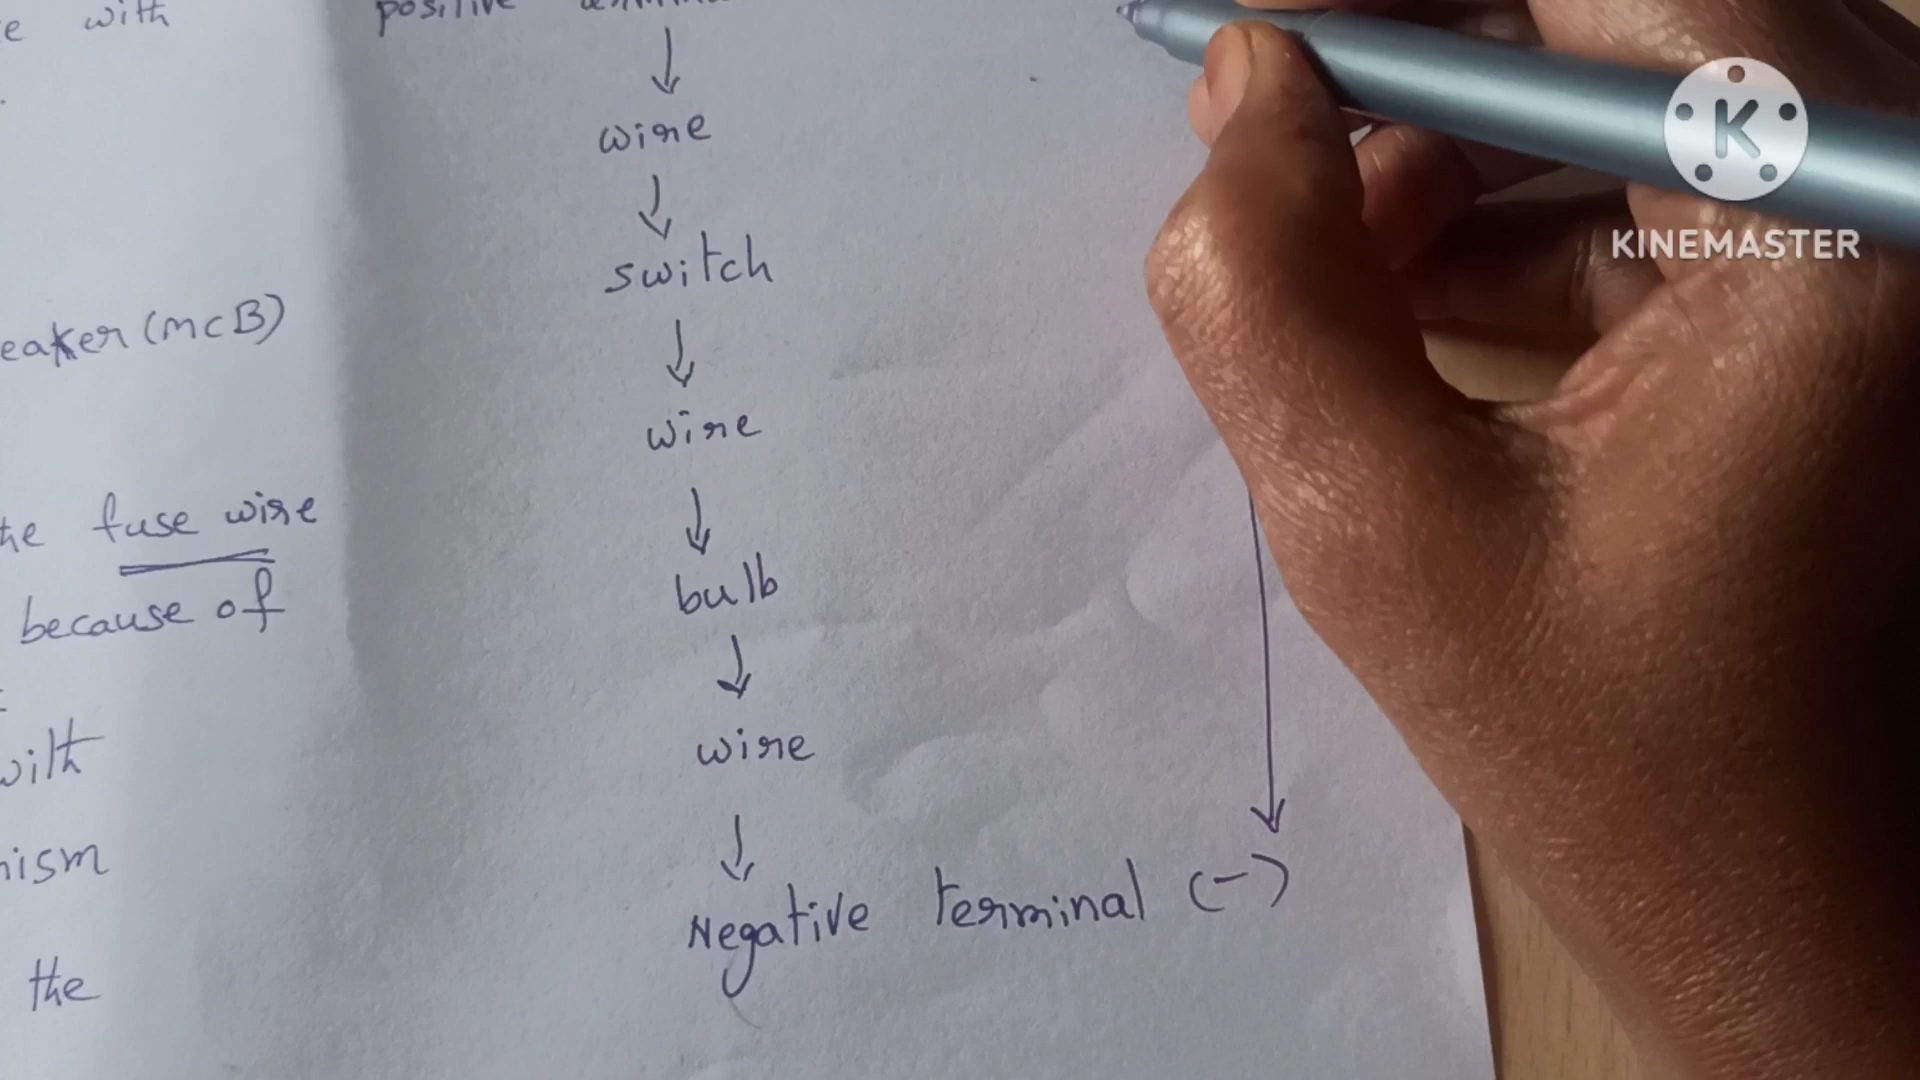 e with
positive
wire
switch
eaker (mcB)
wire
the fuse wire
bulb
because of
with
wire
nism
Negative terminal (-)
the
K
KINEMASTER